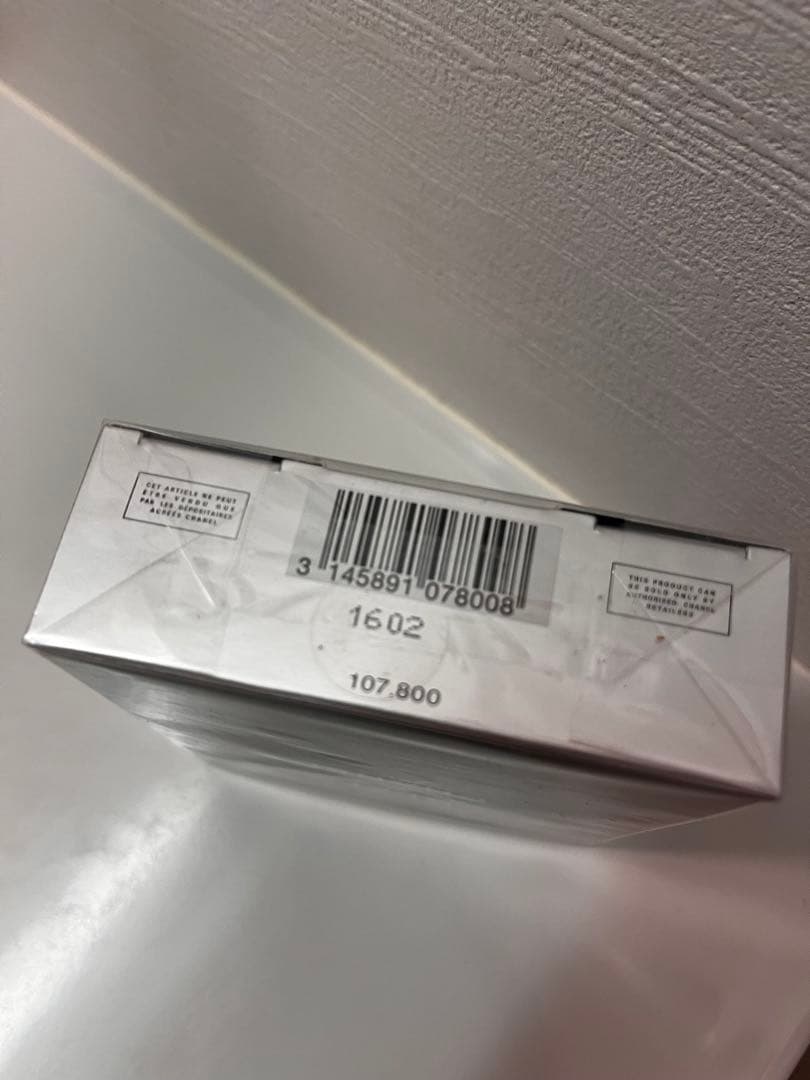 CET ARTICLE NE PEUT
ÊTRE VENDU QUE
PAR LES DÉPOSITAIRES
AGRÉÉS CHANEL
3 145891 078008
1602
107.800
THIS PRODUCT CAN
BE SOLD ONLY BY
AUTHORISED CHANEL
RETAILERS